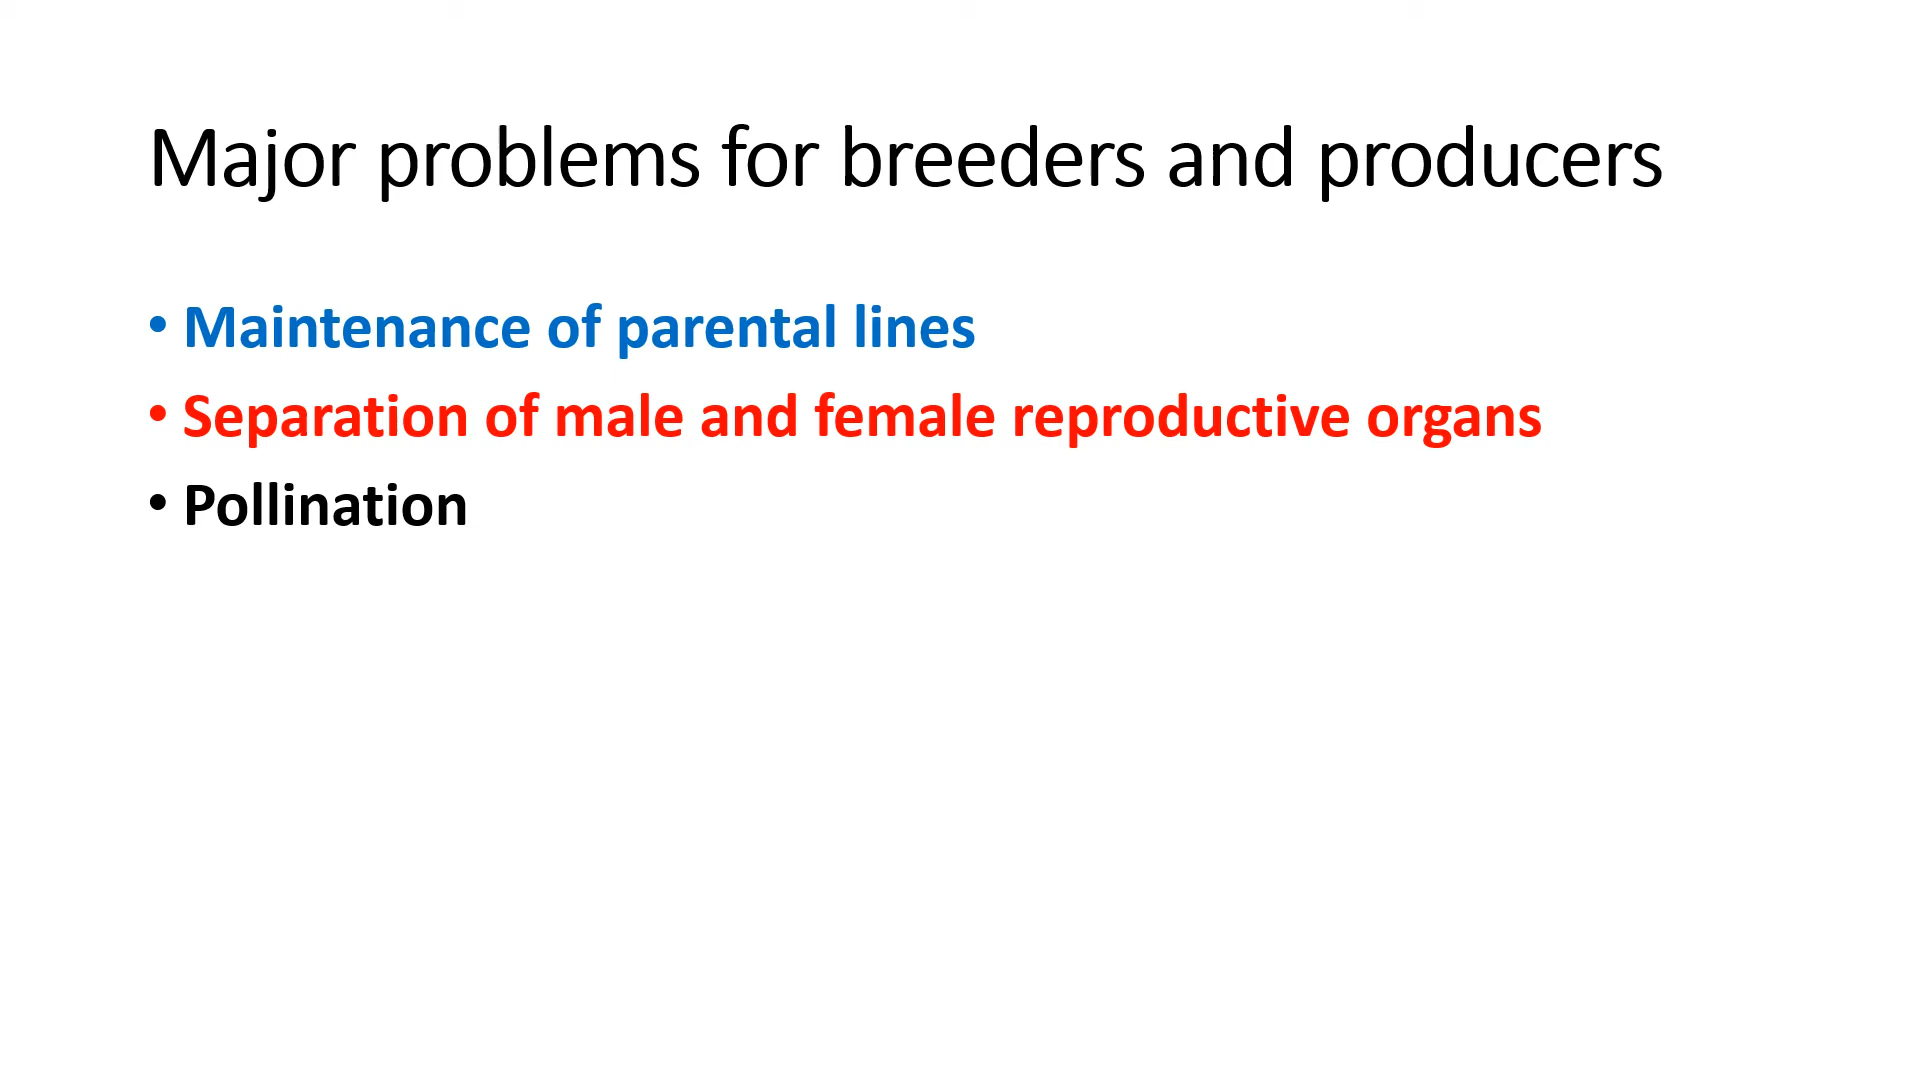 Major problems for breeders and producers
• Maintenance of parental lines
• Separation of male and female reproductive organs
• Pollination